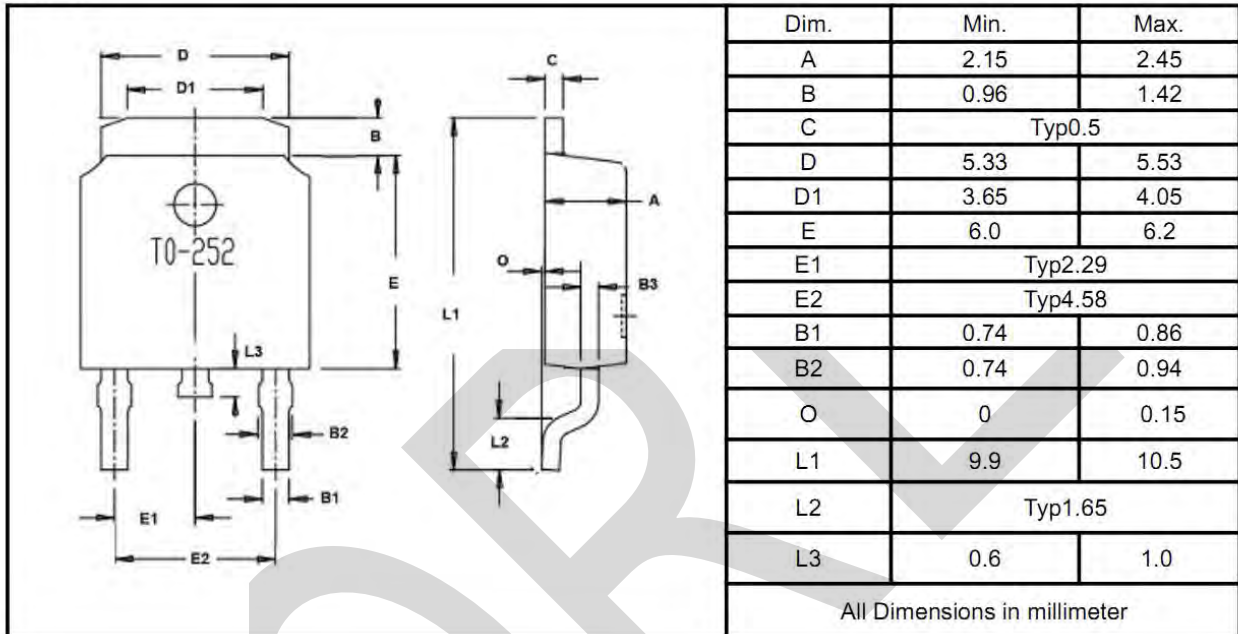 D
D1
B
TO-252
E
L3
B2
B1
E1
E2
C
A
O
B3
L1
L2
Dim. Min. Max.
A 2.15 2.45
B 0.96 1.42
C Typ0.5
D 5.33 5.53
D1 3.65 4.05
E 6.0 6.2
E1 Typ2.29
E2 Typ4.58
B1 0.74 0.86
B2 0.74 0.94
O 0 0.15
L1 9.9 10.5
L2 Typ1.65
L3 0.6 1.0
All Dimensions in millimeter